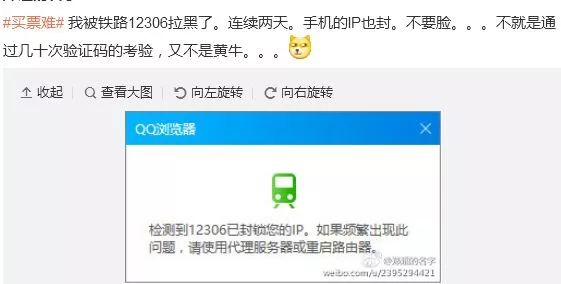 #买票难# 我被铁路12306拉黑了。连续两天。手机的IP也封。不要脸。。。不就是通
过几十次验证码的考验，又不是黄牛。。。
收起 查看大图 向左旋转 向右旋转
QQ浏览器
检测到12306已封锁您的IP。如果频繁出现此
问题，请使用代理服务器或重启路由器。
的名字
weibo.com/u/2395294421